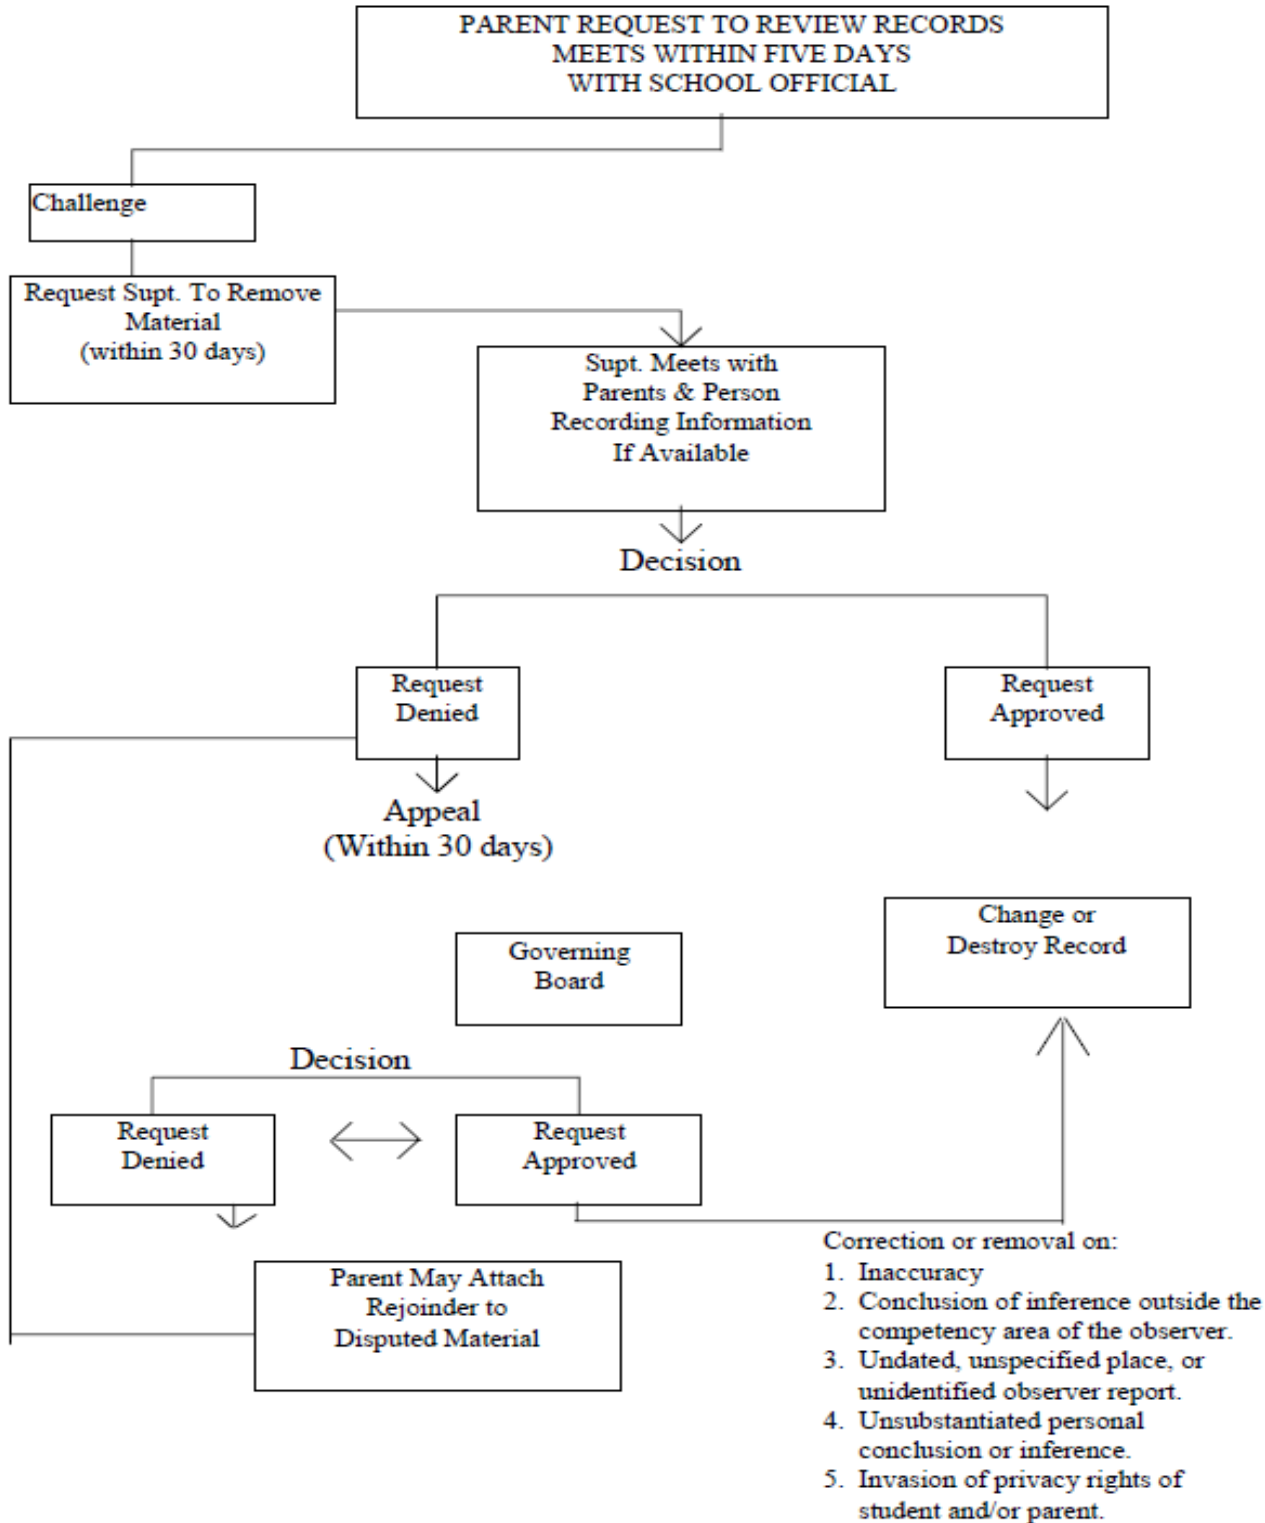 PARENT REQUEST TO REVIEW RECORDS
MEETS WITHIN FIVE DAYS
WITH SCHOOL OFFICIAL
Challenge
Request Supt. To Remove
Material
(within 30 days)
Supt. Meets with
Parents & Person
Recording Information
If Available
Decision
Request
Denied
Request
Approved
Appeal
(Within 30 days)
Change or
Destroy Record
Governing
Board
Decision
Request
Denied
Request
Approved
Parent May Attach
Rejoinder to
Disputed Material
Correction or removal on:
1. Inaccuracy
2. Conclusion of inference outside the
competency area of the observer.
3. Undated, unspecified place, or
unidentified observer report.
4. Unsubstantiated personal
conclusion or inference.
5. Invasion of privacy rights of
student and/or parent.